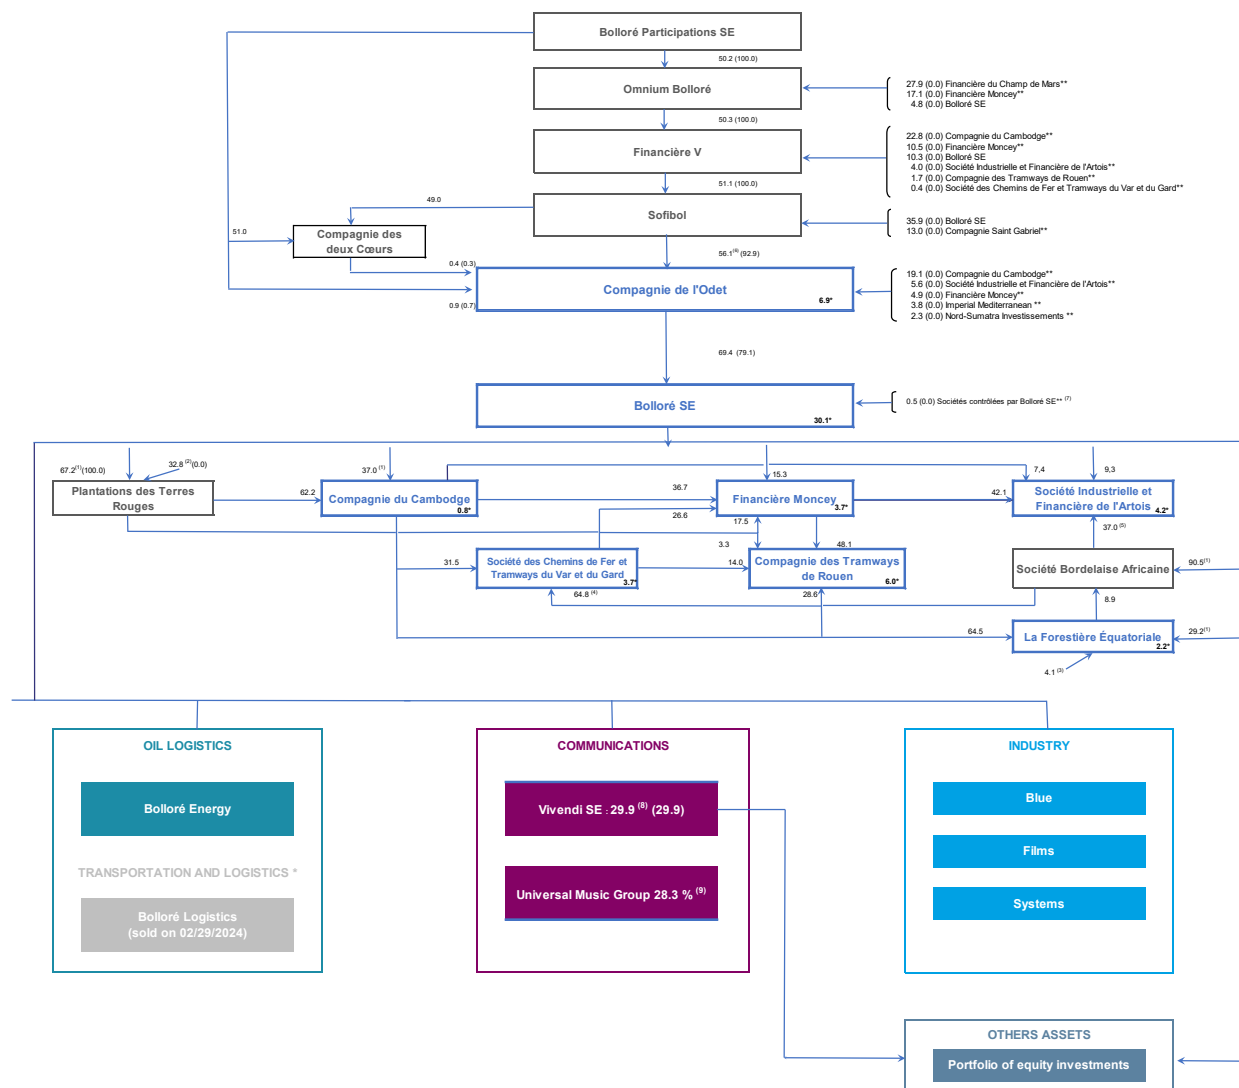 Bolloré Participations SE
50.2 (100.0)
Omnium Bolloré
27.9 (0.0) Financière du Champ de Mars**
17.1 (0.0) Financière Moncey**
4.8 (0.0) Bolloré SE
50.3 (100.0)
Financière V
22.8 (0.0) Compagnie du Cambodge**
10.5 (0.0) Financière Moncey**
10.3 (0.0) Bolloré SE
4.0 (0.0) Société Industrielle et Financière de l'Artois**
1.7 (0.0) Compagnie des Tramways de Rouen**
0.4 (0.0) Société des Chemins de Fer et Tramways du Var et du Gard**
51.1 (100.0)
49.0
Sofibol
35.9 (0.0) Bolloré SE
13.0 (0.0) Compagnie Saint Gabriel**
51.0
Compagnie des
deux Cœurs
56.1(4) (92.9)
0.4 (0.3)
Compagnie de l'Odet
6.9*
0.9 (0.7)
19.1 (0.0) Compagnie du Cambodge**
5.6 (0.0) Société Industrielle et Financière de l'Artois**
4.9 (0.0) Financière Moncey**
3.8 (0.0) Imperial Mediterranean **
2.3 (0.0) Nord-Sumatra Investissements **
69.4 (79.1)
Bolloré SE
30.1*
0.5 (0.0) Sociétés contrôlées par Bolloré SE** (7)
67.2(1)(100.0)
32.8 (2)(0.0)
37.0 (1)
15.3
7,4
9,3
Plantations des Terres
Rouges
62.2
Compagnie du Cambodge
0.8*
36.7
Financière Moncey
3.7*
42.1
Société Industrielle et
Financière de l'Artois
4.2*
26.6
17.5
37.0 (5)
3.3
48.1
31.5
Société des Chemins de Fer et
Tramways du Var et du Gard
3.7*
14.0
Compagnie des Tramways
de Rouen
6.0*
Société Bordelaise Africaine
90.5(1)
64.8 (4)
28.6
8.9
64.5
La Forestière Équatoriale
2.2*
29.2(1)
4.1 (3)
OIL LOGISTICS
Bolloré Energy
TRANSPORTATION AND LOGISTICS *
Bolloré Logistics
(sold on 02/29/2024)
COMMUNICATIONS
Vivendi SE : 29.9 (8) (29.9)
Universal Music Group 28.3 % (9)
INDUSTRY
Blue
Films
Systems
OTHERS ASSETS
Portfolio of equity investments